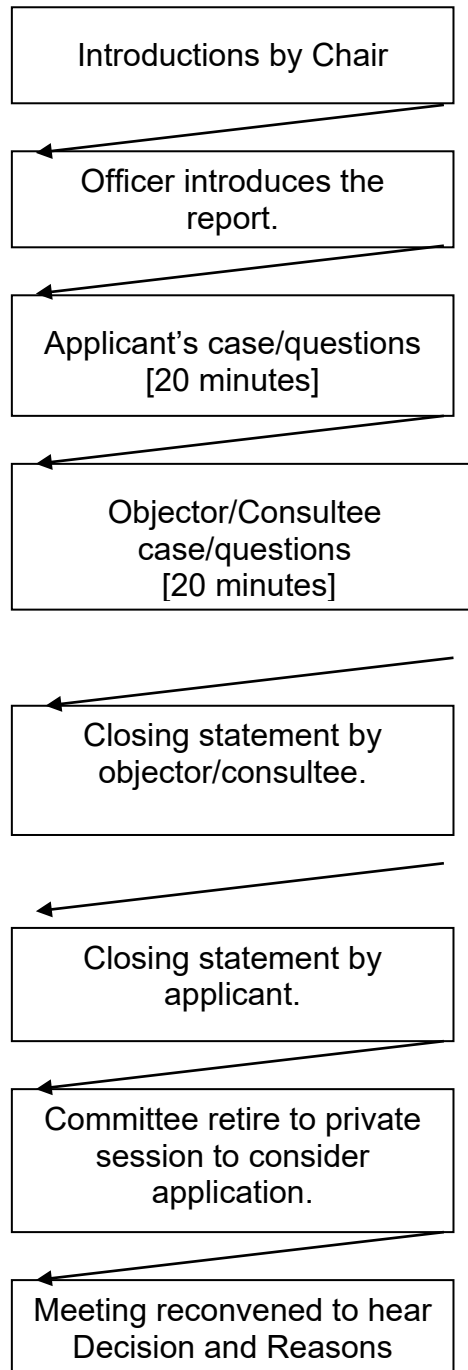 Introductions by Chair
Officer introduces the
report.
Applicant’s case/questions
[20 minutes]
Objector/Consultee
case/questions
[20 minutes]
Closing statement by
objector/consultee.
Closing statement by
applicant.
Committee retire to private
session to consider
application.
Meeting reconvened to hear
Decision and Reasons